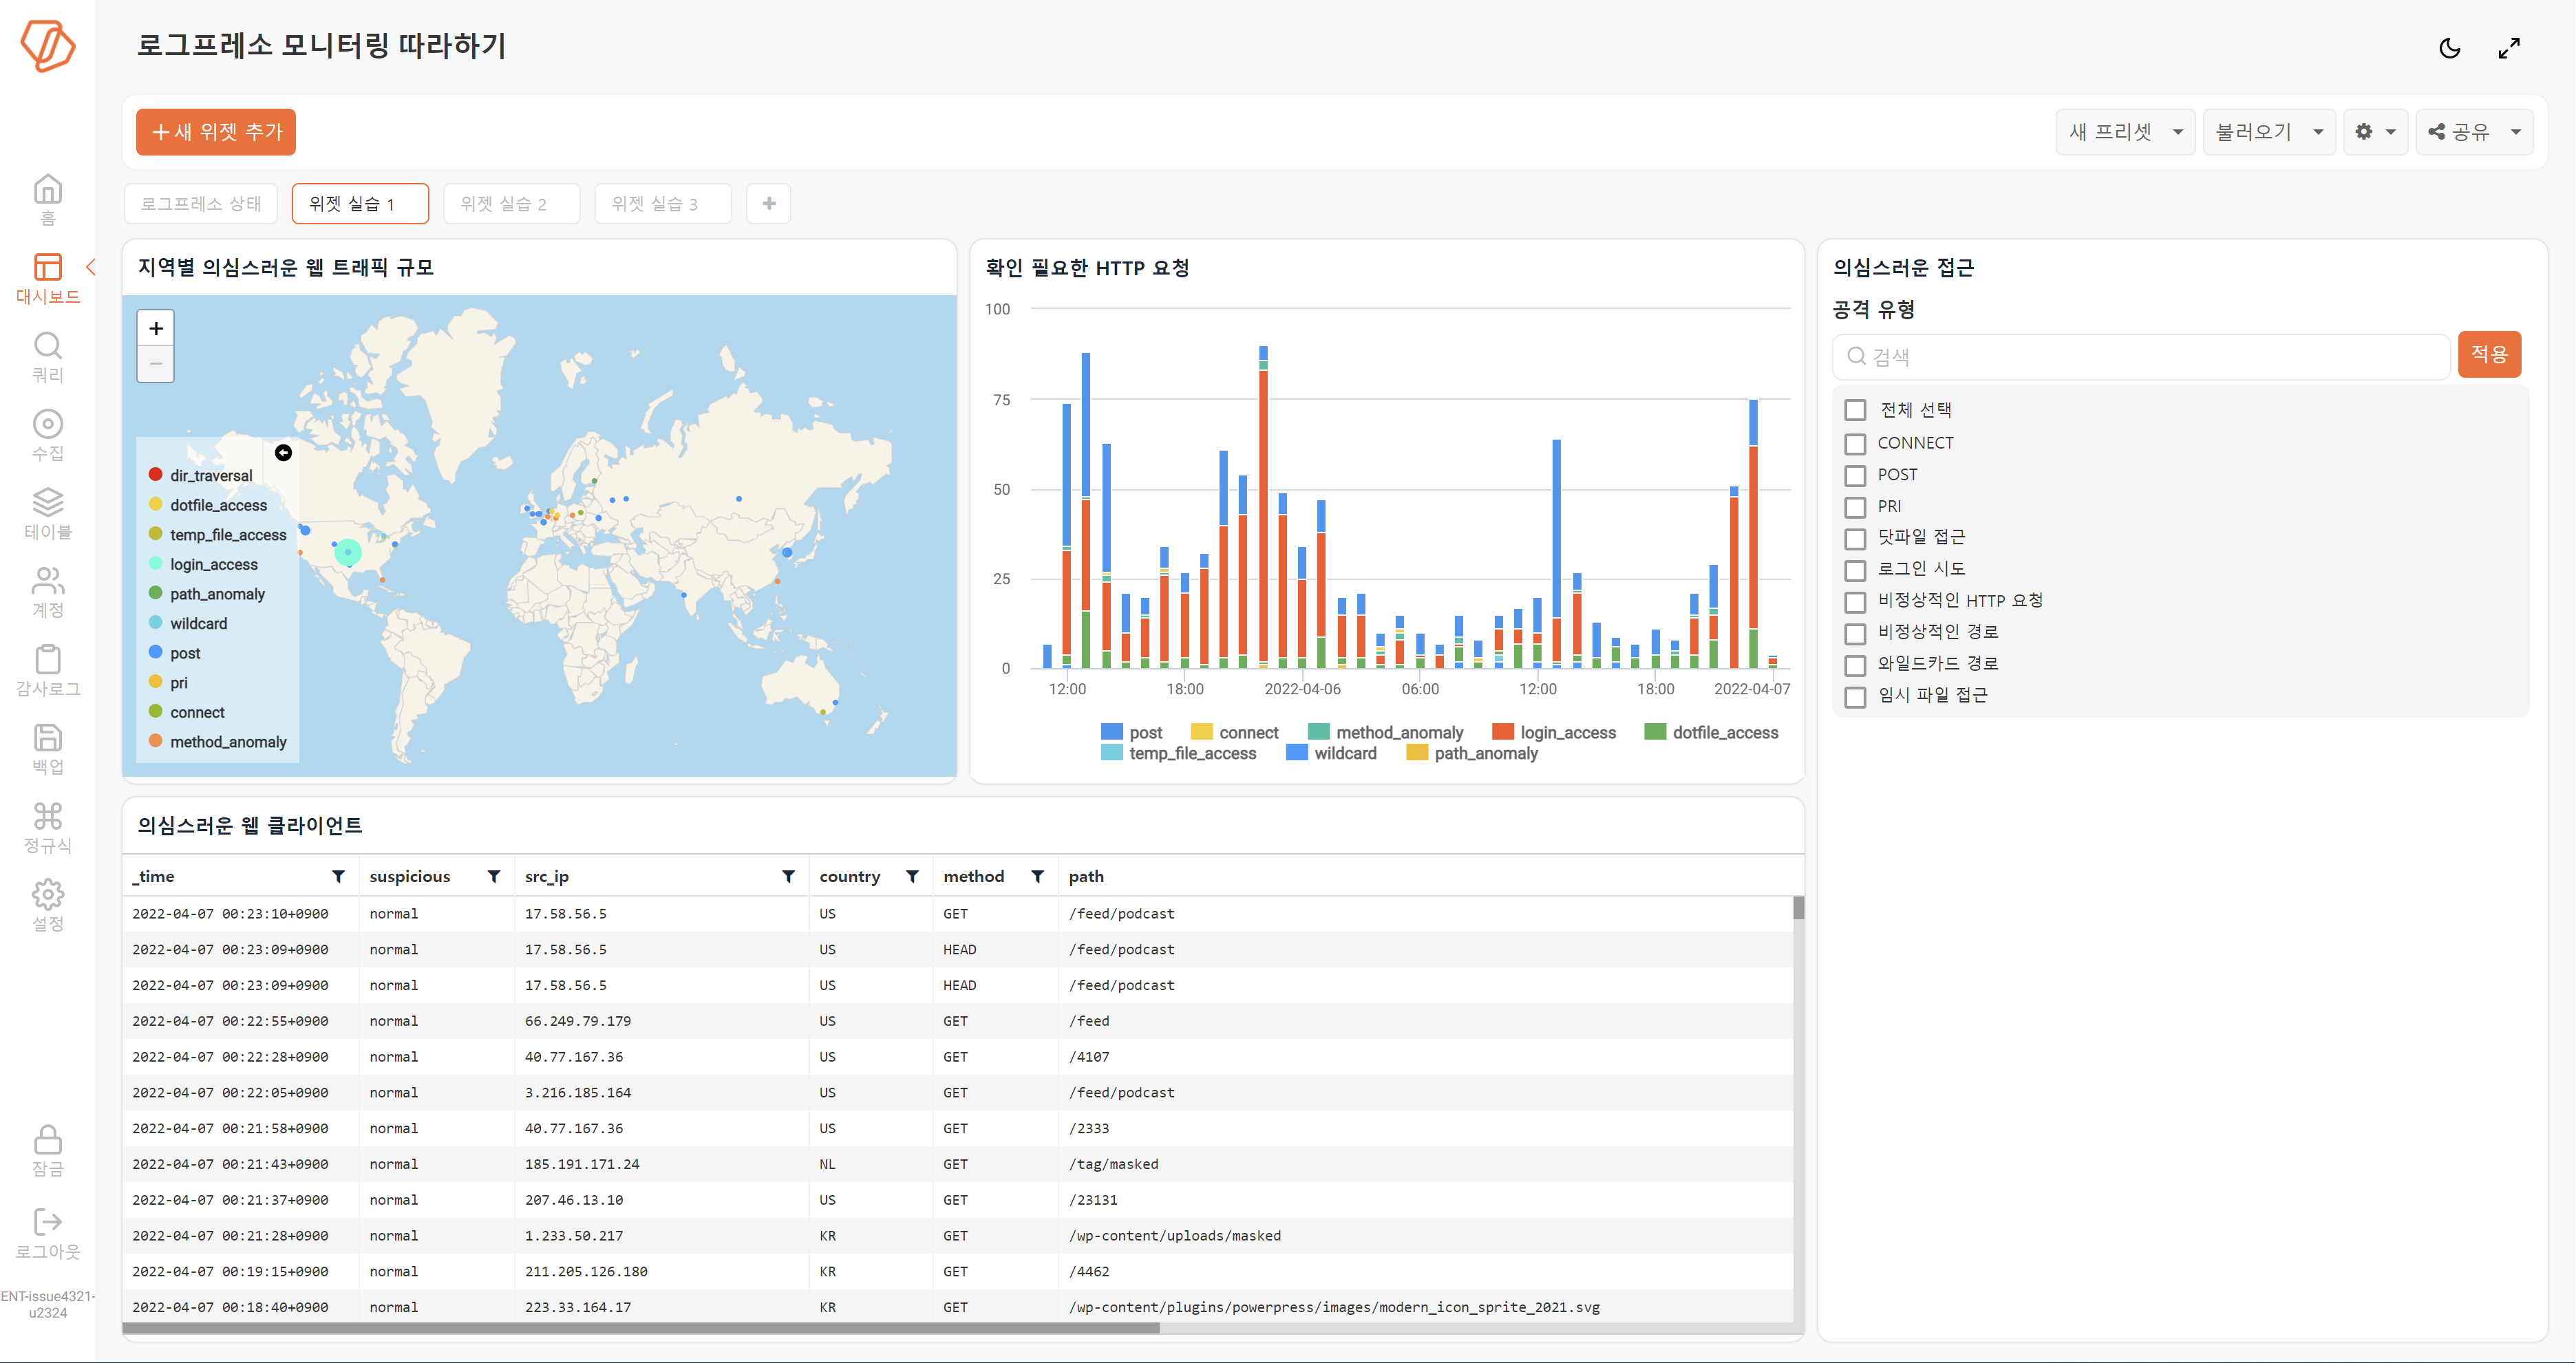 로그프레소 모니터링 따라하기
+ 새 위젯 추가
새 프리셋
불러오기
공유
로그프레소 상태
위젯 실습 1
위젯 실습 2
위젯 실습 3
+
홈
대시보드
쿼리
수집
테이블
계정
감사로그
백업
정규식
설정
잠금
로그아웃
ENT-issue4321-
u2324
지역별 의심스러운 웹 트래픽 규모
+
−
dir_traversal
dotfile_access
temp_file_access
login_access
path_anomaly
wildcard
post
pri
connect
method_anomaly
확인 필요한 HTTP 요청
100
75
50
25
0
12:00 18:00 2022-04-06 06:00 12:00 18:00 2022-04-07
post connect method_anomaly login_access dotfile_access
temp_file_access wildcard path_anomaly
의심스러운 접근
공격 유형
검색
적용
전체 선택
CONNECT
POST
PRI
닷파일 접근
로그인 시도
비정상적인 HTTP 요청
비정상적인 경로
와일드카드 경로
임시 파일 접근
의심스러운 웹 클라이언트
_time suspicious src_ip country method path
2022-04-07 00:23:10+0900 normal 17.58.56.5 US GET /feed/podcast
2022-04-07 00:23:09+0900 normal 17.58.56.5 US HEAD /feed/podcast
2022-04-07 00:23:09+0900 normal 17.58.56.5 US HEAD /feed/podcast
2022-04-07 00:22:55+0900 normal 66.249.79.179 US GET /feed
2022-04-07 00:22:28+0900 normal 40.77.167.36 US GET /4107
2022-04-07 00:22:05+0900 normal 3.216.185.164 US GET /feed/podcast
2022-04-07 00:21:58+0900 normal 40.77.167.36 US GET /2333
2022-04-07 00:21:43+0900 normal 185.191.171.24 NL GET /tag/masked
2022-04-07 00:21:37+0900 normal 207.46.13.10 US GET /23131
2022-04-07 00:21:28+0900 normal 1.233.50.217 KR GET /wp-content/uploads/masked
2022-04-07 00:19:15+0900 normal 211.205.126.180 KR GET /4462
2022-04-07 00:18:40+0900 normal 223.33.164.17 KR GET /wp-content/plugins/powerpress/images/modern_icon_sprite_2021.svg